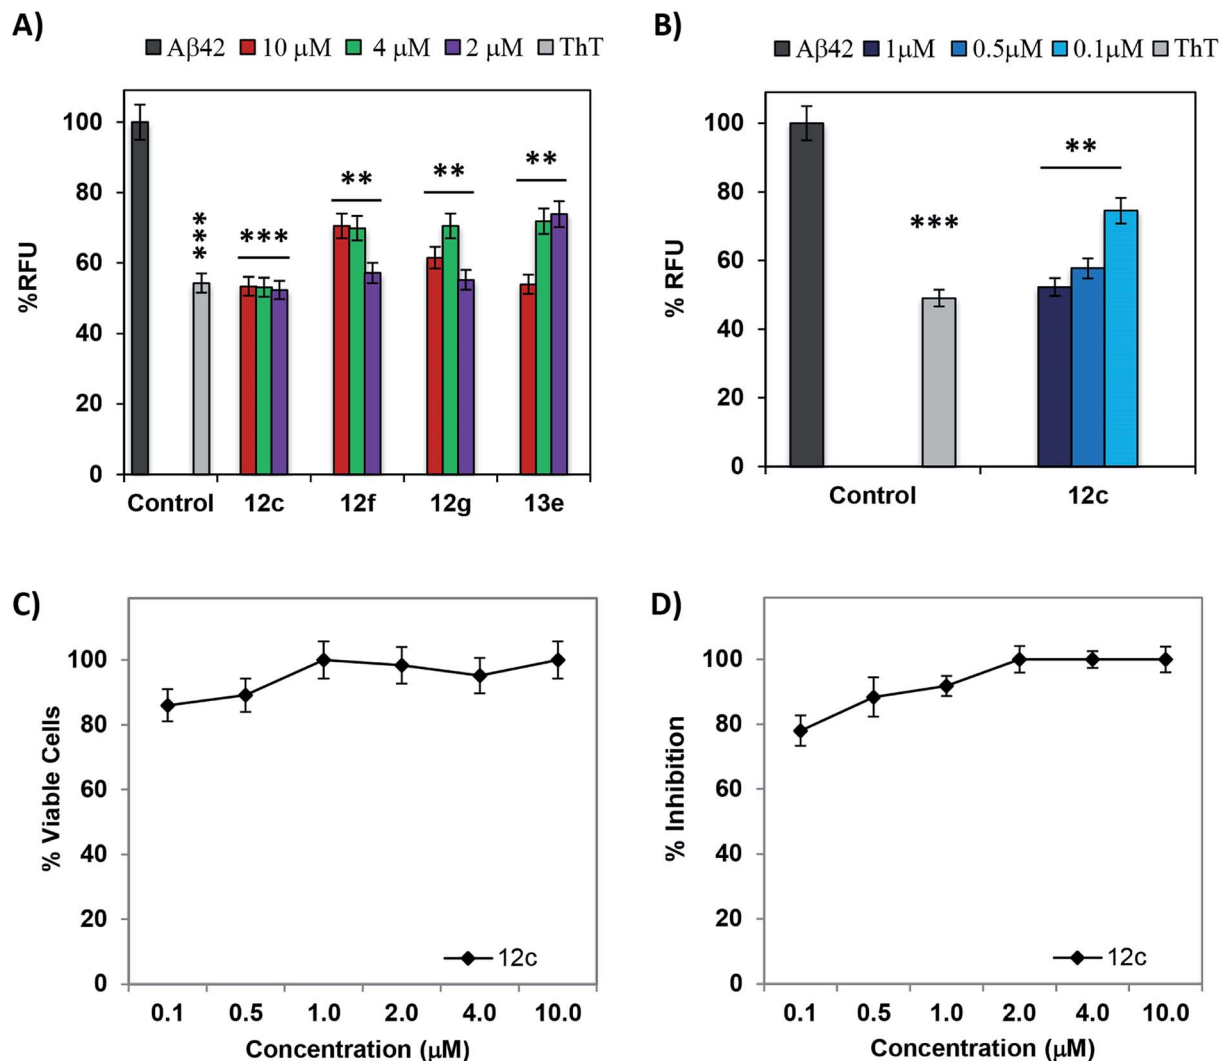 A)
Aβ42 10 μM 4 μM 2 μM ThT
%RFU
100
80
60
40
20
0
***
***
**
**
**
Control 12c 12f 12g 13e
B)
Aβ42 1μM 0.5μM 0.1μM ThT
% RFU
100
80
60
40
20
0
***
**
Control 12c
C)
% Viable Cells
100
80
60
40
20
0
12c
0.1 0.5 1.0 2.0 4.0 10.0
Concentration (μM)
D)
% Inhibition
100
80
60
40
20
0
12c
0.1 0.5 1.0 2.0 4.0 10.0
Concentration (μM)